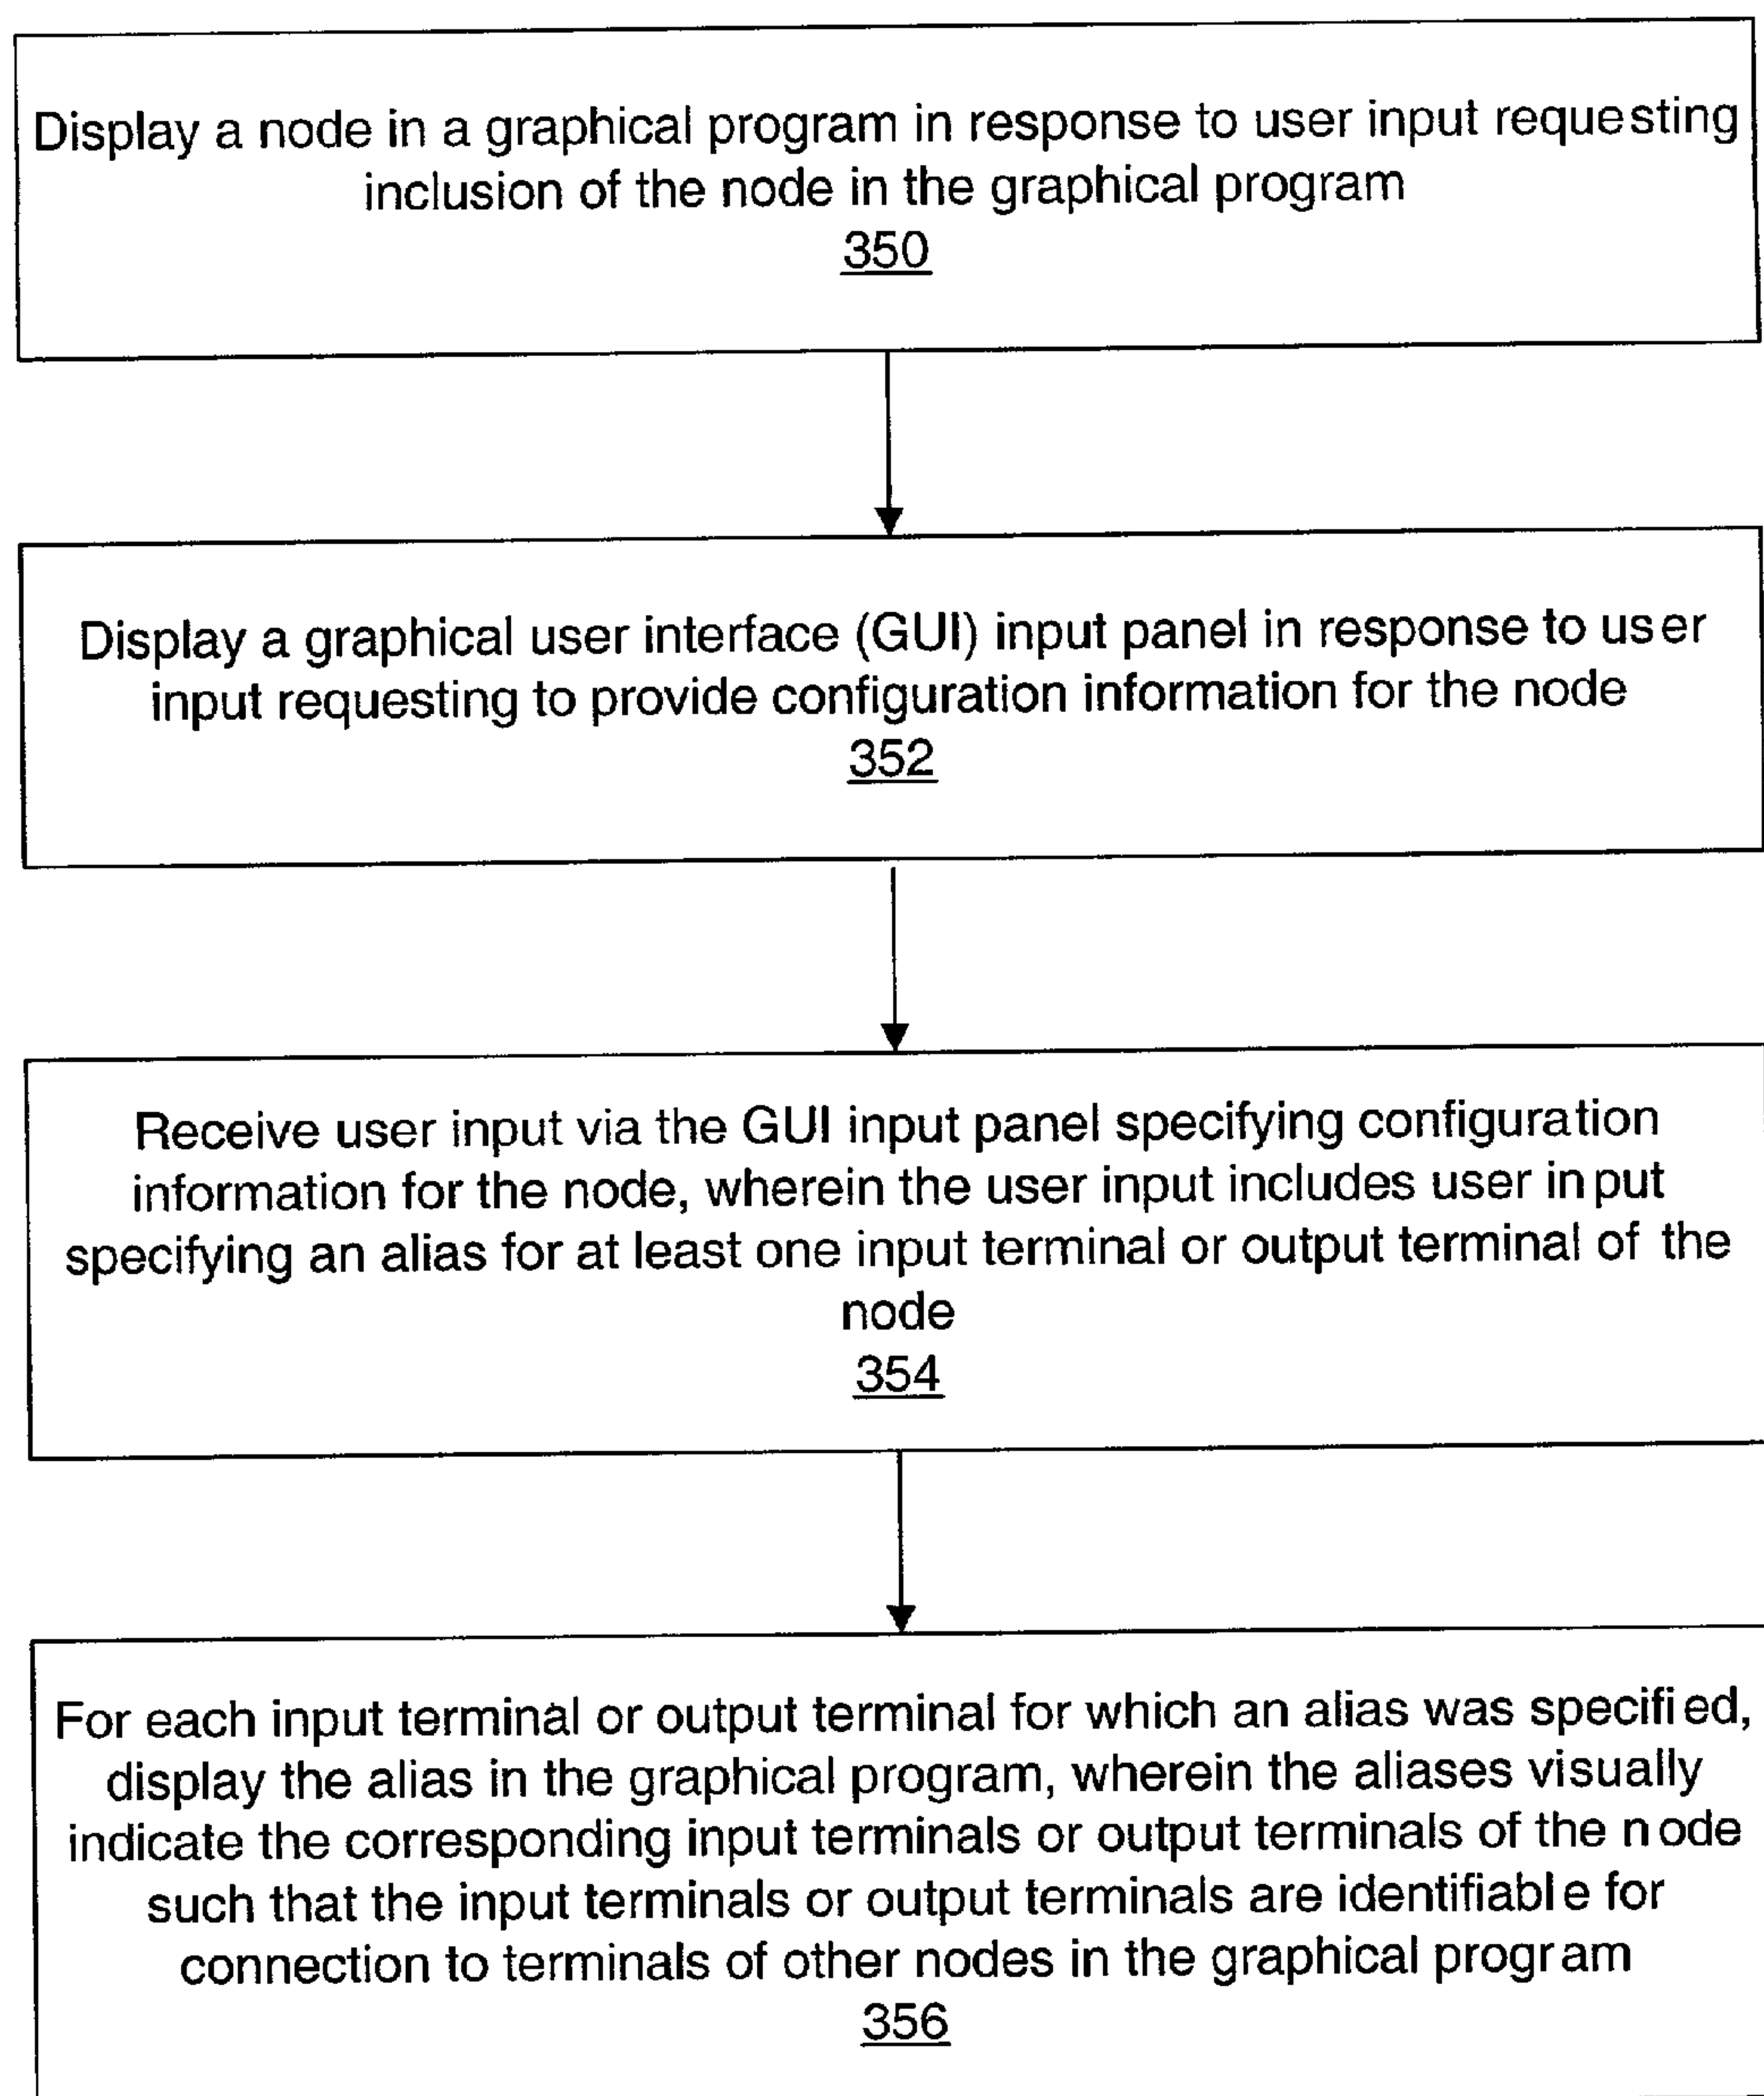 Display a node in a graphical program in response to user input requesting
inclusion of the node in the graphical program
350
Display a graphical user interface (GUI) input panel in response to user
input requesting to provide configuration information for the node
352
Receive user input via the GUI input panel specifying configuration
information for the node, wherein the user input includes user input
specifying an alias for at least one input terminal or output terminal of the
node
354
For each input terminal or output terminal for which an alias was specified,
display the alias in the graphical program, wherein the aliases visually
indicate the corresponding input terminals or output terminals of the node
such that the input terminals or output terminals are identifiable for
connection to terminals of other nodes in the graphical program
356